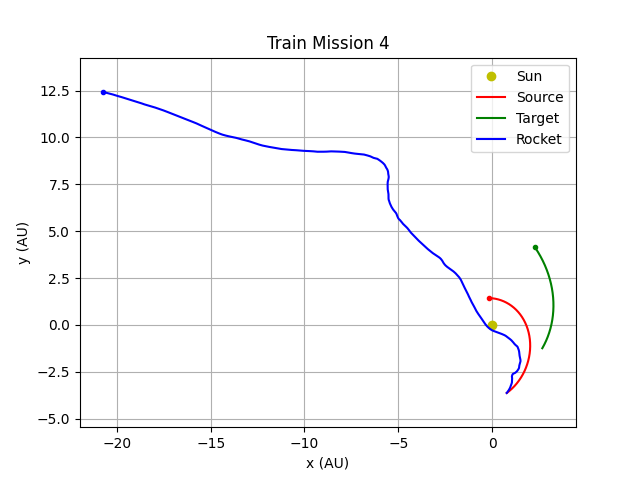 Train Mission 4
Sun
Source
Target
Rocket
12.5
10.0
7.5
5.0
2.5
0.0
−2.5
−5.0
y (AU)
−20
−15
−10
−5
0
x (AU)